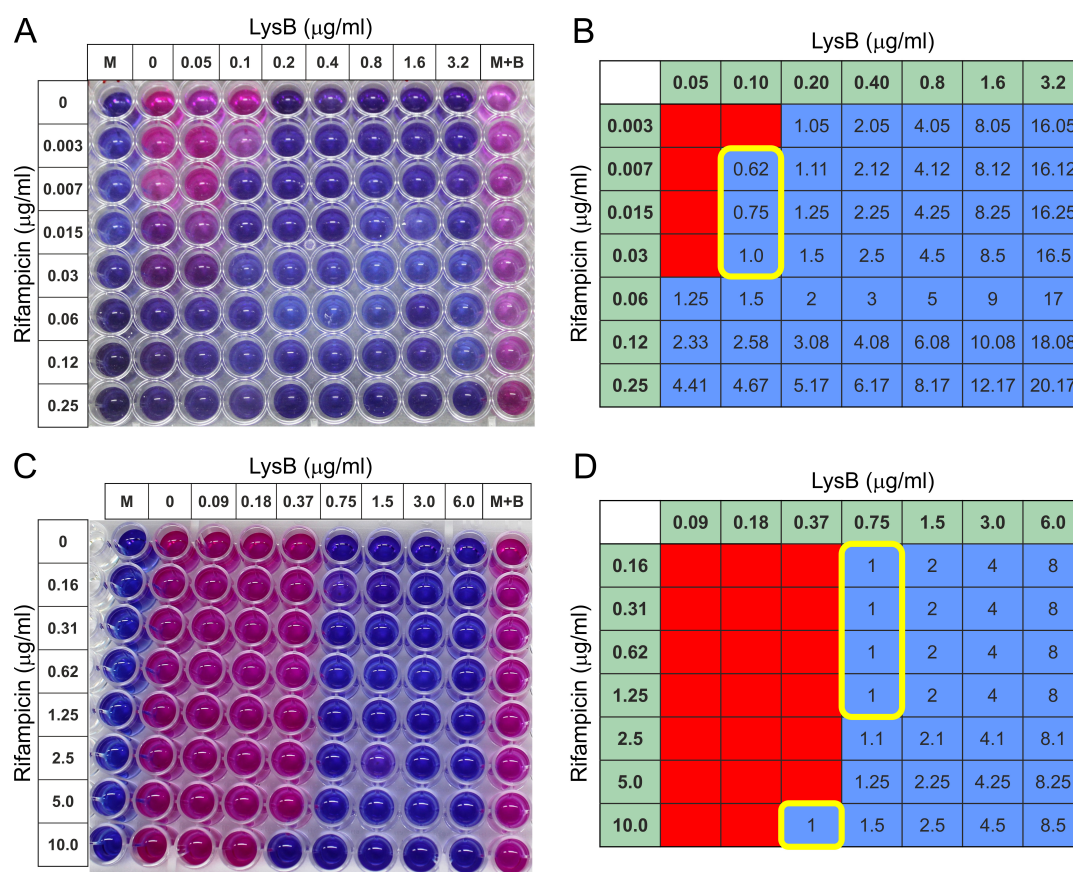 A
LysB (μg/ml)
M 0 0.05 0.1 0.2 0.4 0.8 1.6 3.2 M+B
Rifampicin (μg/ml)
0
0.003
0.007
0.015
0.03
0.06
0.12
0.25
B
LysB (μg/ml)
0.05 0.10 0.20 0.40 0.8 1.6 3.2
Rifampicin (μg/ml)
0.003 1.05 2.05 4.05 8.05 16.05
0.007 0.62 1.11 2.12 4.12 8.12 16.12
0.015 0.75 1.25 2.25 4.25 8.25 16.25
0.03 1.0 1.5 2.5 4.5 8.5 16.5
0.06 1.25 1.5 2 3 5 9 17
0.12 2.33 2.58 3.08 4.08 6.08 10.08 18.08
0.25 4.41 4.67 5.17 6.17 8.17 12.17 20.17
C
LysB (μg/ml)
M 0 0.09 0.18 0.37 0.75 1.5 3.0 6.0 M+B
Rifampicin (μg/ml)
0
0.16
0.31
0.62
1.25
2.5
5.0
10.0
D
LysB (μg/ml)
0.09 0.18 0.37 0.75 1.5 3.0 6.0
Rifampicin (μg/ml)
0.16 1 2 4 8
0.31 1 2 4 8
0.62 1 2 4 8
1.25 1 2 4 8
2.5 1.1 2.1 4.1 8.1
5.0 1.25 2.25 4.25 8.25
10.0 1 1.5 2.5 4.5 8.5